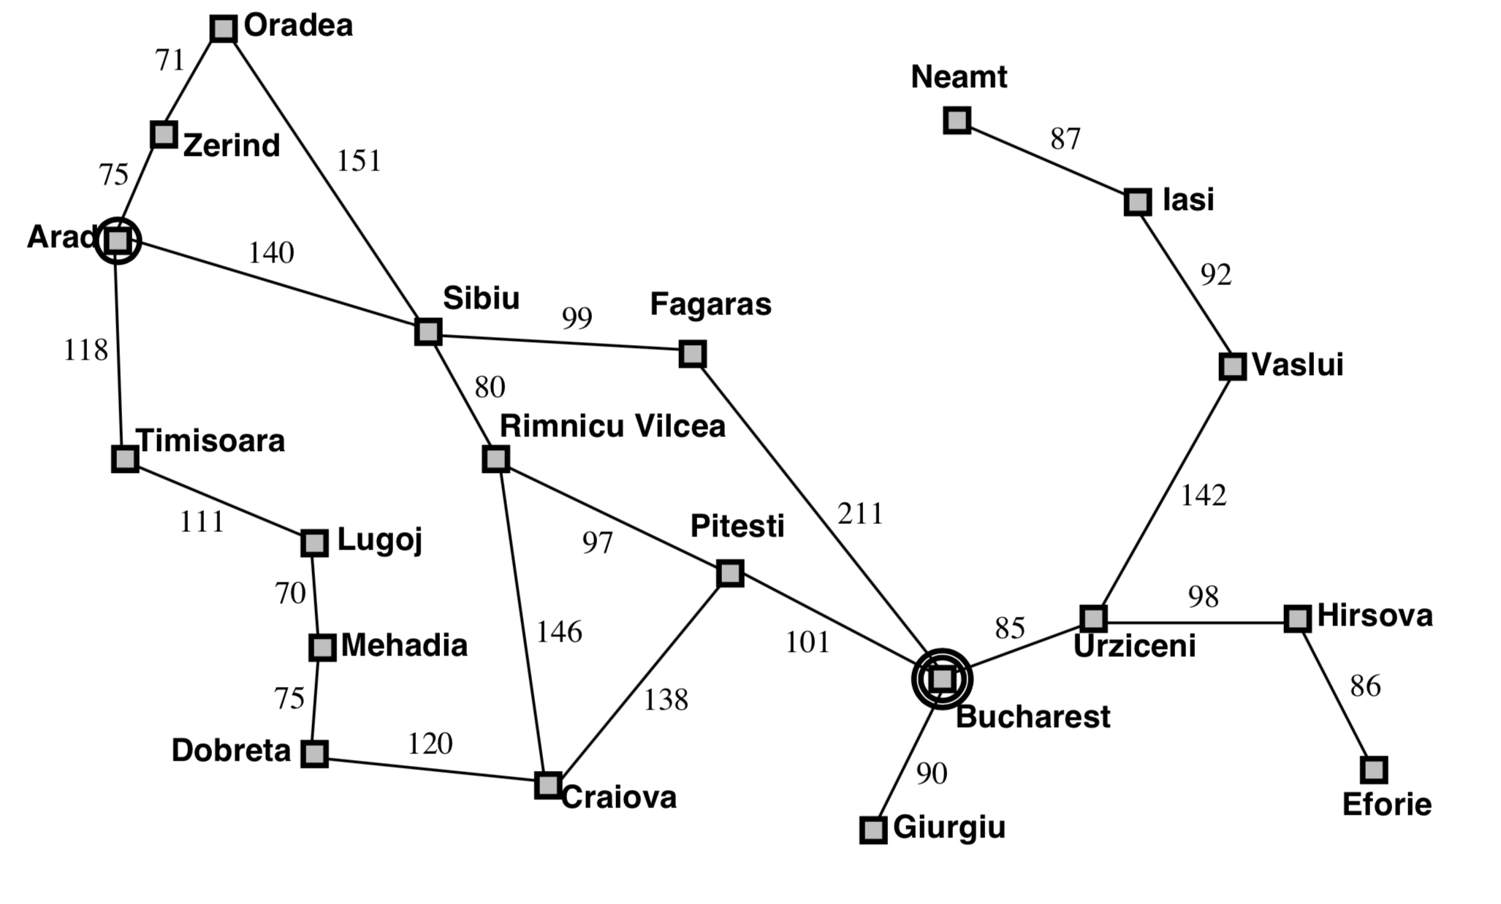 Oradea
71
Neamt
87
Zerind
151
75
Iasi
Arad
140
92
Sibiu
Fagaras
99
118
Vaslui
80
Rimnicu Vilcea
Timisoara
142
211
111
Pitesti
Lugoj
97
70
98
Hirsova
146
85
101
Mehadia
Urziceni
86
138
75
Bucharest
120
Dobreta
90
Craiova
Eforie
Giurgiu